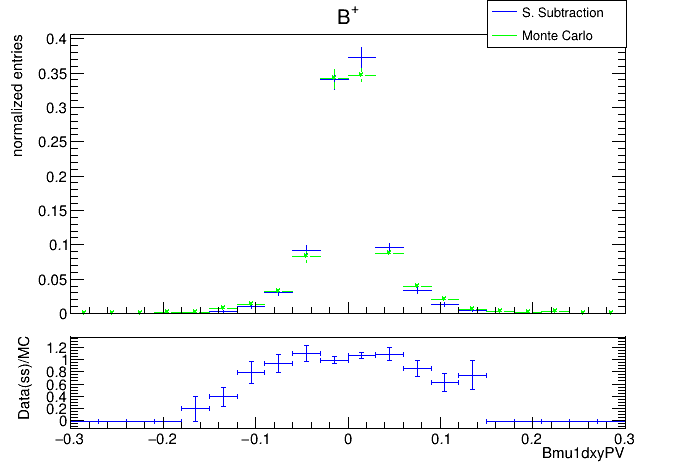 B+
S. Subtraction
Monte Carlo
normalized entries
0.4
0.35
0.3
0.25
0.2
0.15
0.1
0.05
0
Data(ss)/MC
1.2
1
0.8
0.6
0.4
0.2
0
−0.3 −0.2 −0.1 0 0.1 0.2 0.3
Bmu1dxyPV